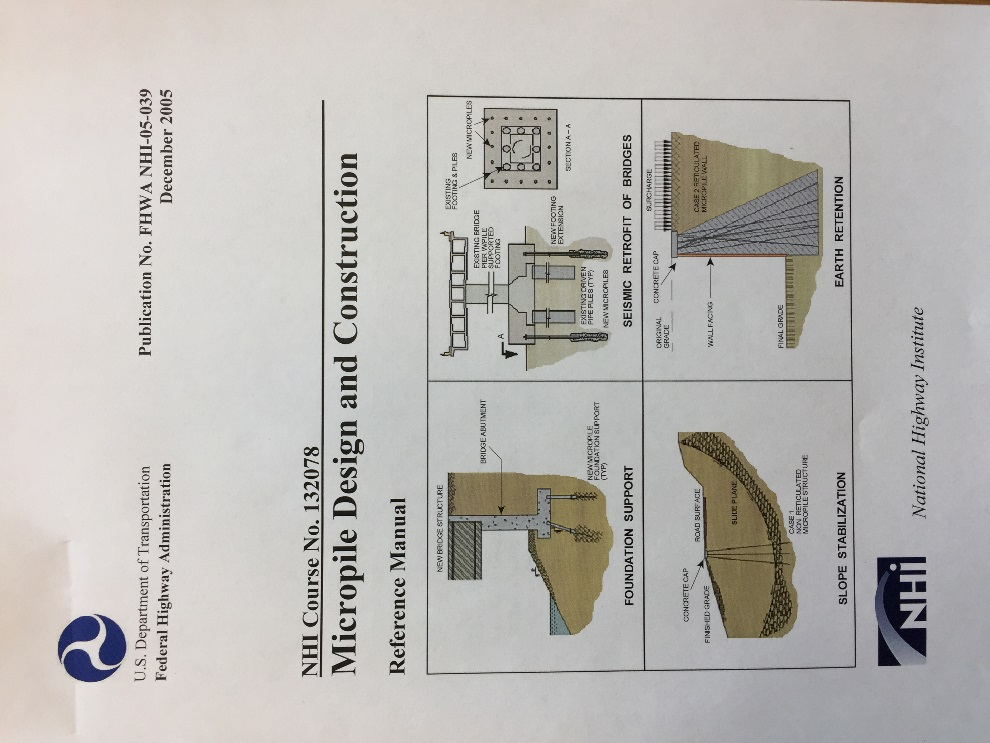 U.S. Department of Transportation
Federal Highway Administration
Publication No. FHWA NHI-05-039
December 2005
NHI Course No. 132078
Micropile Design and Construction
Reference Manual
NEW BRIDGE STRUCTURE
BRIDGE ABUTMENT
NEW MICROPILE
FOUNDATION SUPPORT
(TYP)
FOUNDATION SUPPORT
EXISTING
FOOTING & PILES
NEW MICROPILES
SECTION A – A
EXISTING BRIDGE
PIER W/PILE
SUPPORTED
FOOTING
A
NEW FOOTING
EXTENSION
EXISTING DRIVEN
PIPE PILES (TYP)
NEW MICROPILES
SEISMIC RETROFIT OF BRIDGES
CONCRETE CAP
ROAD SURFACE
FINISHED GRADE
SLIDE PLANE
CASE 1
NON RETICULATED
MICROPILE STRUCTURE
SLOPE STABILIZATION
SURCHARGE
CONCRETE CAP
ORIGINAL
GRADE
CASE 2 RETICULATED
MICROPILE WALL
WALL FACING
FINAL GRADE
EARTH RETENTION
NHI
National Highway Institute